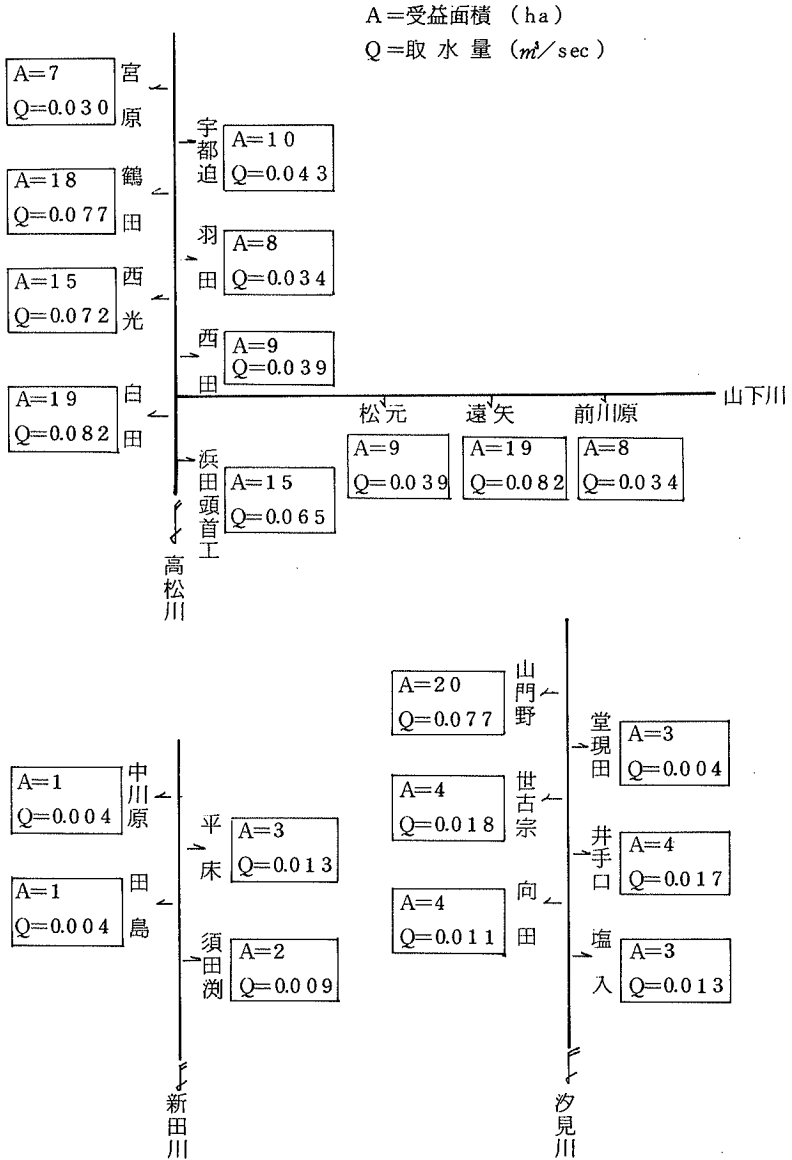 A=受益面積 (ha)
Q=取水量 (m³/sec)
宮原
A=7
Q=0.030
宇都迫
A=10
Q=0.043
鶴田
A=18
Q=0.077
羽田
A=8
Q=0.034
西光
A=15
Q=0.072
西田
A=9
Q=0.039
白田
A=19
Q=0.082
浜田頭首工
A=15
Q=0.065
高松川
山下川
松元
A=9
Q=0.039
遠矢
A=19
Q=0.082
前川原
A=8
Q=0.034
中川原
A=1
Q=0.004
平床
A=3
Q=0.013
田島
A=1
Q=0.004
須田渕
A=2
Q=0.009
新田川
山門野
A=20
Q=0.077
堂現田
A=3
Q=0.004
世古宗
A=4
Q=0.018
井手口
A=4
Q=0.017
向田
A=4
Q=0.011
塩入
A=3
Q=0.013
汐見川